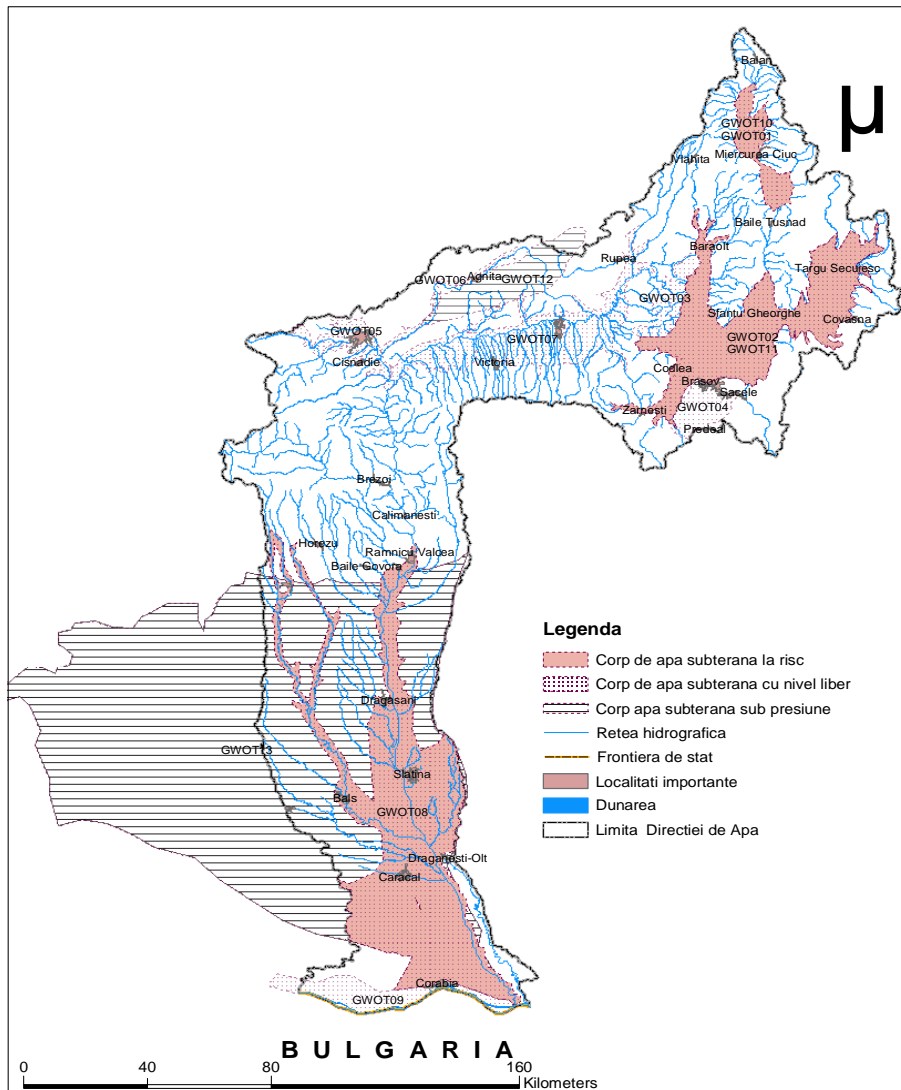 Balan
µ
GWOT10
GWOT01
Vlahita
Miercurea Ciuc
Baile Tusnad
Baraolt
Rupea
Targu Secuiesc
Agnita
GWOT06
GWOT12
GWOT03
Sfantu Gheorghe
Covasna
GWOT05
GWOT07
GWOT02
GWOT11
Cisnadie
Victoria
Codlea
Brasov
Sacele
Zarnesti
GWOT04
Predeal
Brezoi
Calimanesti
Horezu
Ramnicu Valcea
Baile Govora
Dragasani
GWOT13
Slatina
Bals
GWOT08
Draganesti-Olt
Caracal
Corabia
GWOT09
Legenda
Corp de apa subterana la risc
Corp de apa subterana cu nivel liber
Corp apa subterana sub presiune
Retea hidrografica
Frontiera de stat
Localitati importante
Dunarea
Limita Directiei de Apa
BULGARIA
0 40 80 160
Kilometers